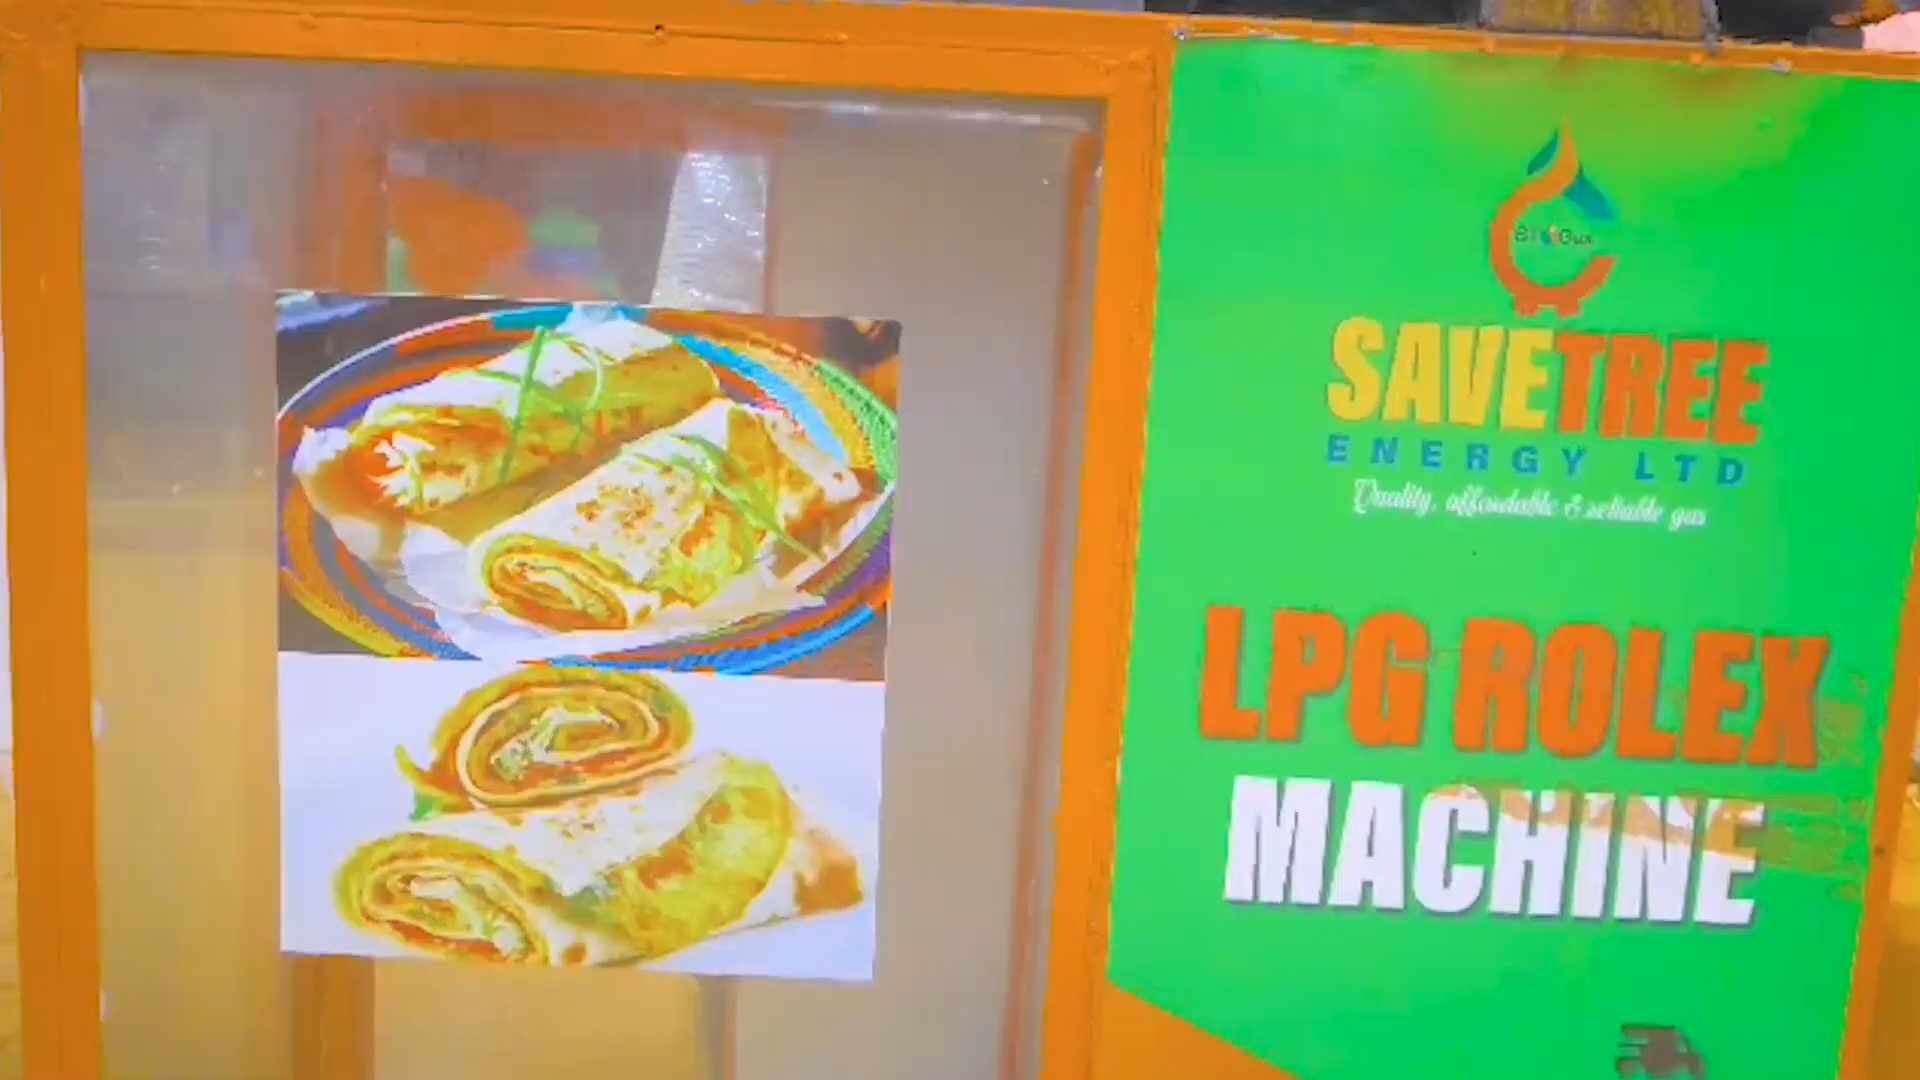 SAVETREE
ENERGY LTD
Quality, affordable & reliable gas
LPG ROLEX
MACHINE